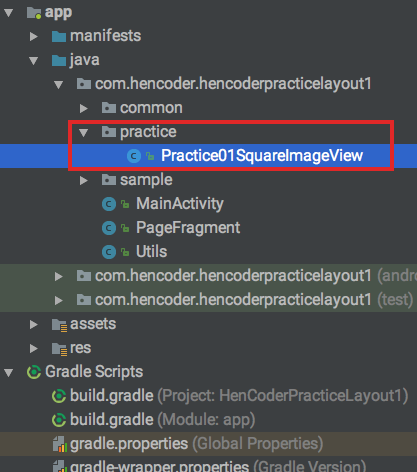 app
manifests
java
com.hencoder.hencoderpracticelayout1
common
practice
Practice01SquareImageView
sample
MainActivity
PageFragment
Utils
com.hencoder.hencoderpracticelayout1 (andr
com.hencoder.hencoderpracticelayout1 (test)
assets
res
Gradle Scripts
build.gradle (Project: HenCoderPracticeLayout1)
build.gradle (Module: app)
gradle.properties (Global Properties)
gradle-wrapper.properties (Gradle Version)